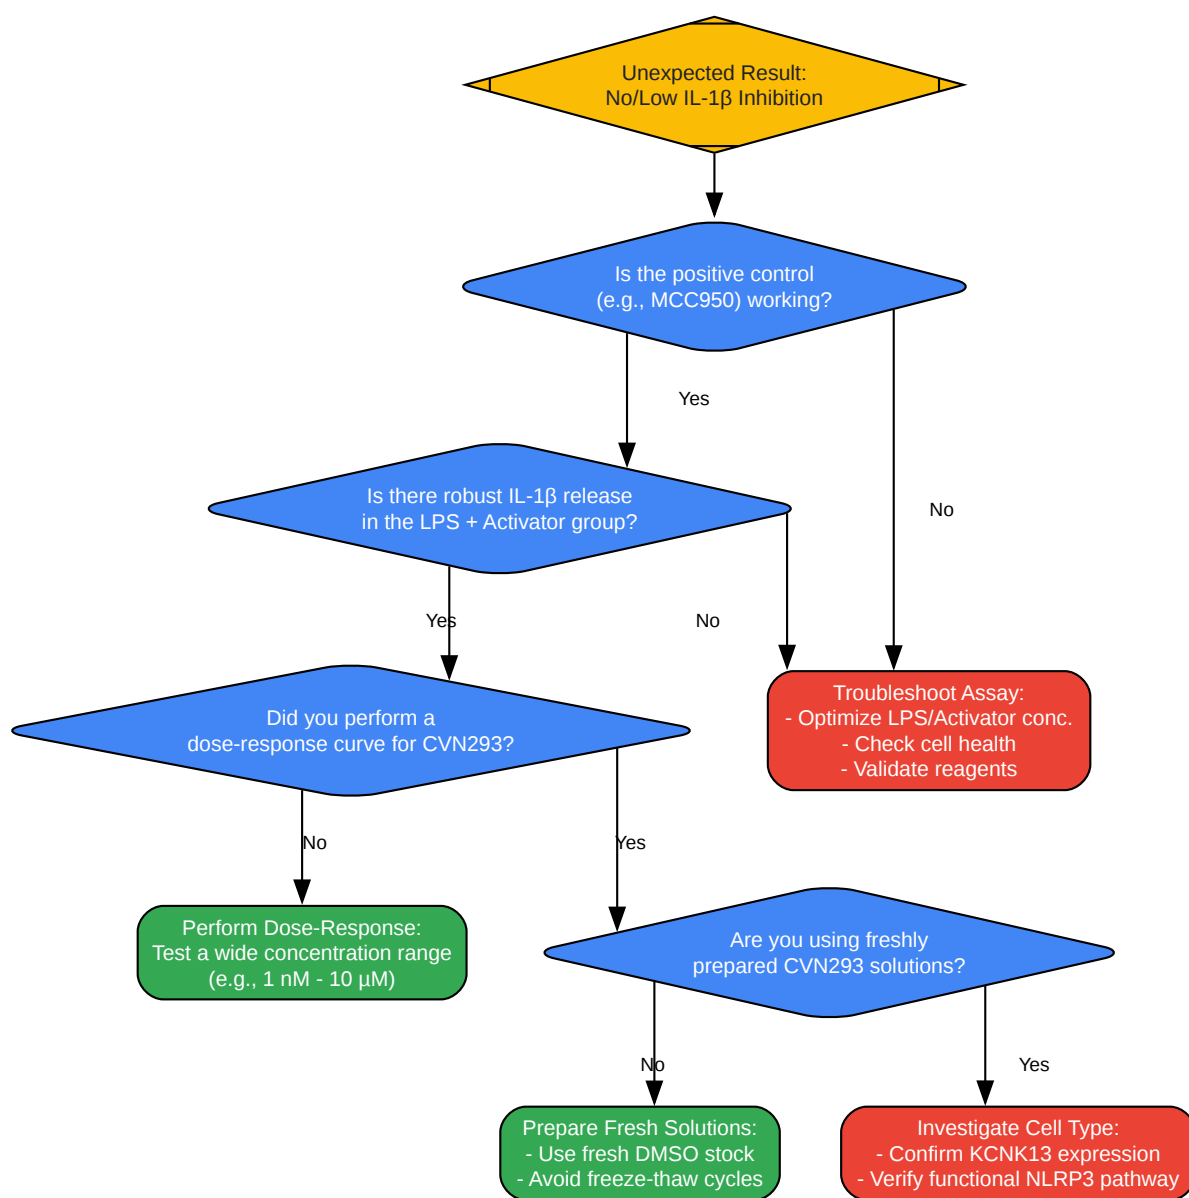 Unexpected Result:
No/Low IL-1β Inhibition
Is the positive control
(e.g., MCC950) working?
Yes
No
Is there robust IL-1β release
in the LPS + Activator group?
Yes
No
Did you perform a
dose-response curve for CVN293?
Troubleshoot Assay:
- Optimize LPS/Activator conc.
- Check cell health
- Validate reagents
No
Yes
Perform Dose-Response:
Test a wide concentration range
(e.g., 1 nM - 10 µM)
Are you using freshly
prepared CVN293 solutions?
No
Yes
Prepare Fresh Solutions:
- Use fresh DMSO stock
- Avoid freeze-thaw cycles
Investigate Cell Type:
- Confirm KCNK13 expression
- Verify functional NLRP3 pathway